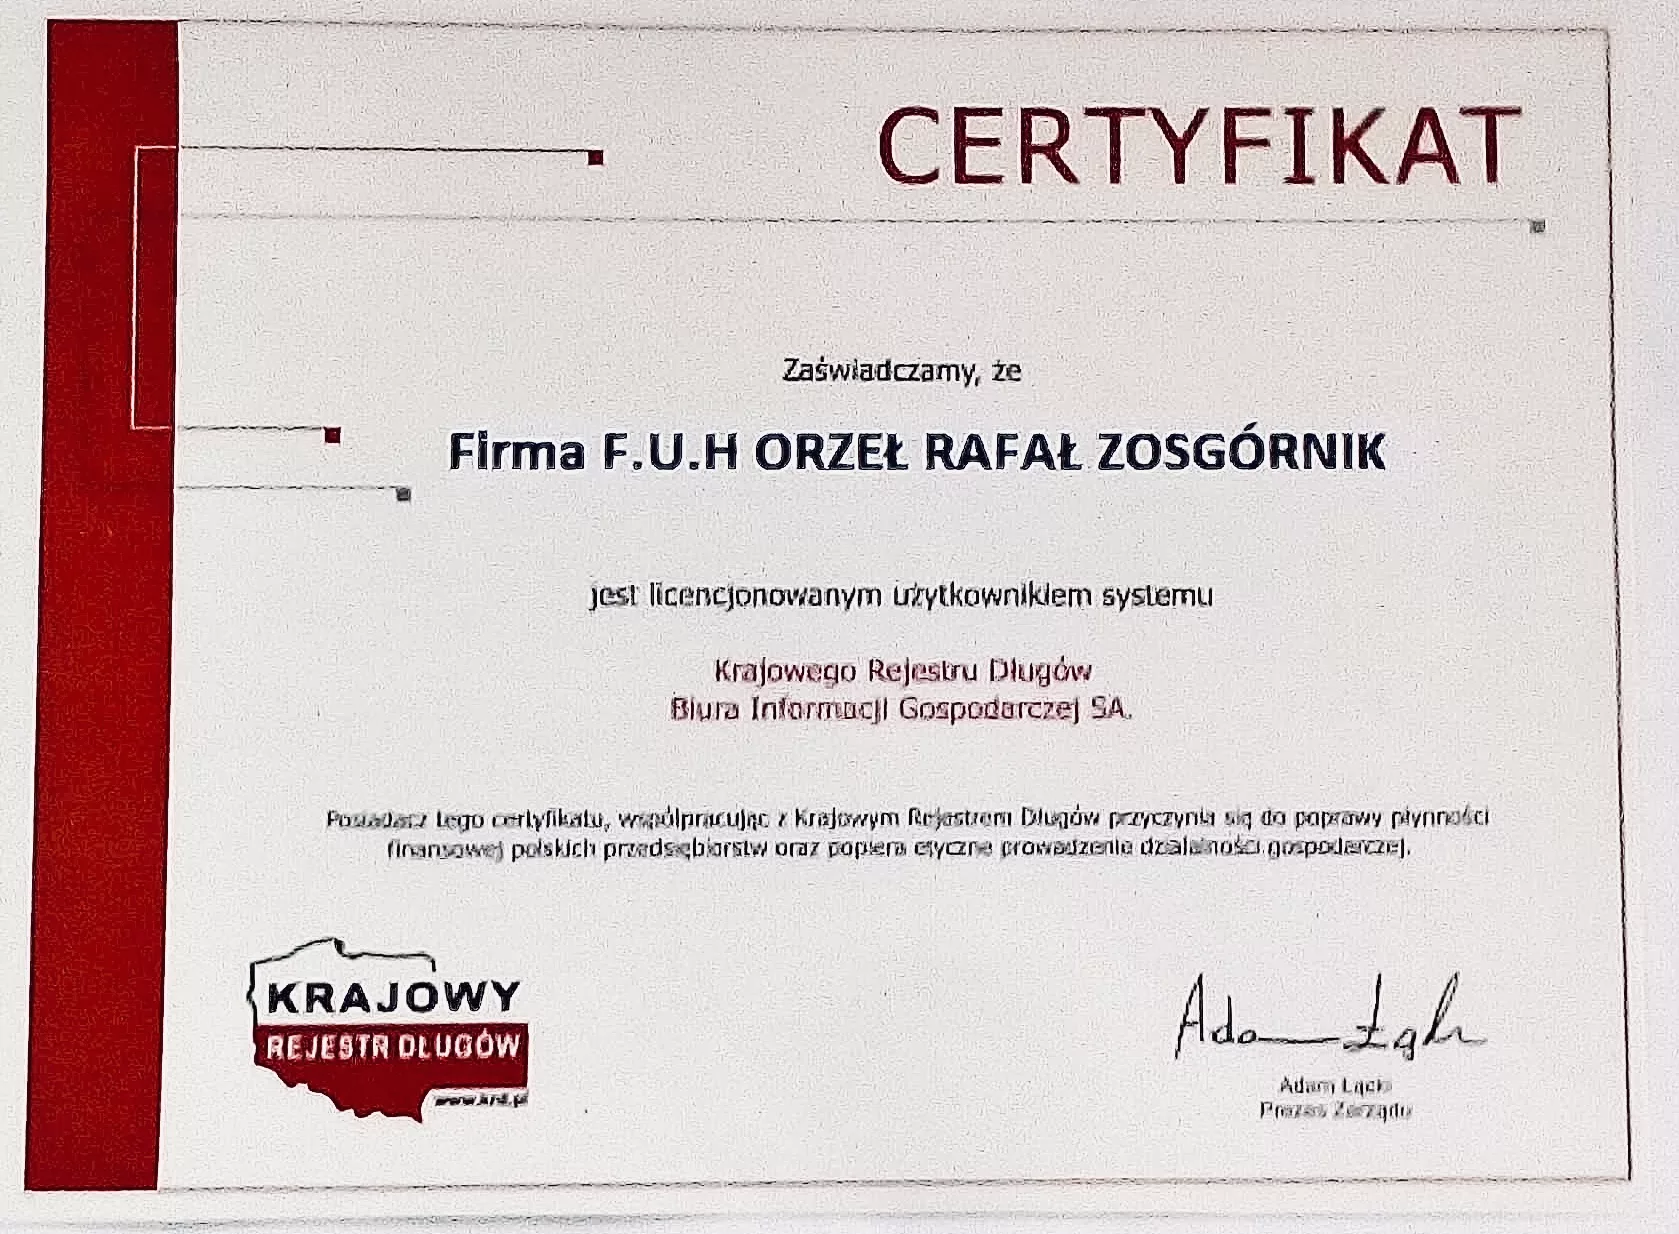 CERTYFIKAT
Zaświadczamy, że
Firma F.U.H ORZEŁ RAFAŁ ZOSGÓRNIK
jest licencjonowanym użytkownikiem systemu
Krajowego Rejestru Długów
Biura Informacji Gospodarczej SA.
Posiadacz tego certyfikatu, współpracując z Krajowym Rejestrem Długów przyczynia się do poprawy płynności
finansowej polskich przedsiębiorstw oraz popiera etyczne prowadzenie działalności gospodarczej.
KRAJOWY
REJESTR DŁUGÓW
www.krd.pl
Adam Łącki
Prezes Zarządu